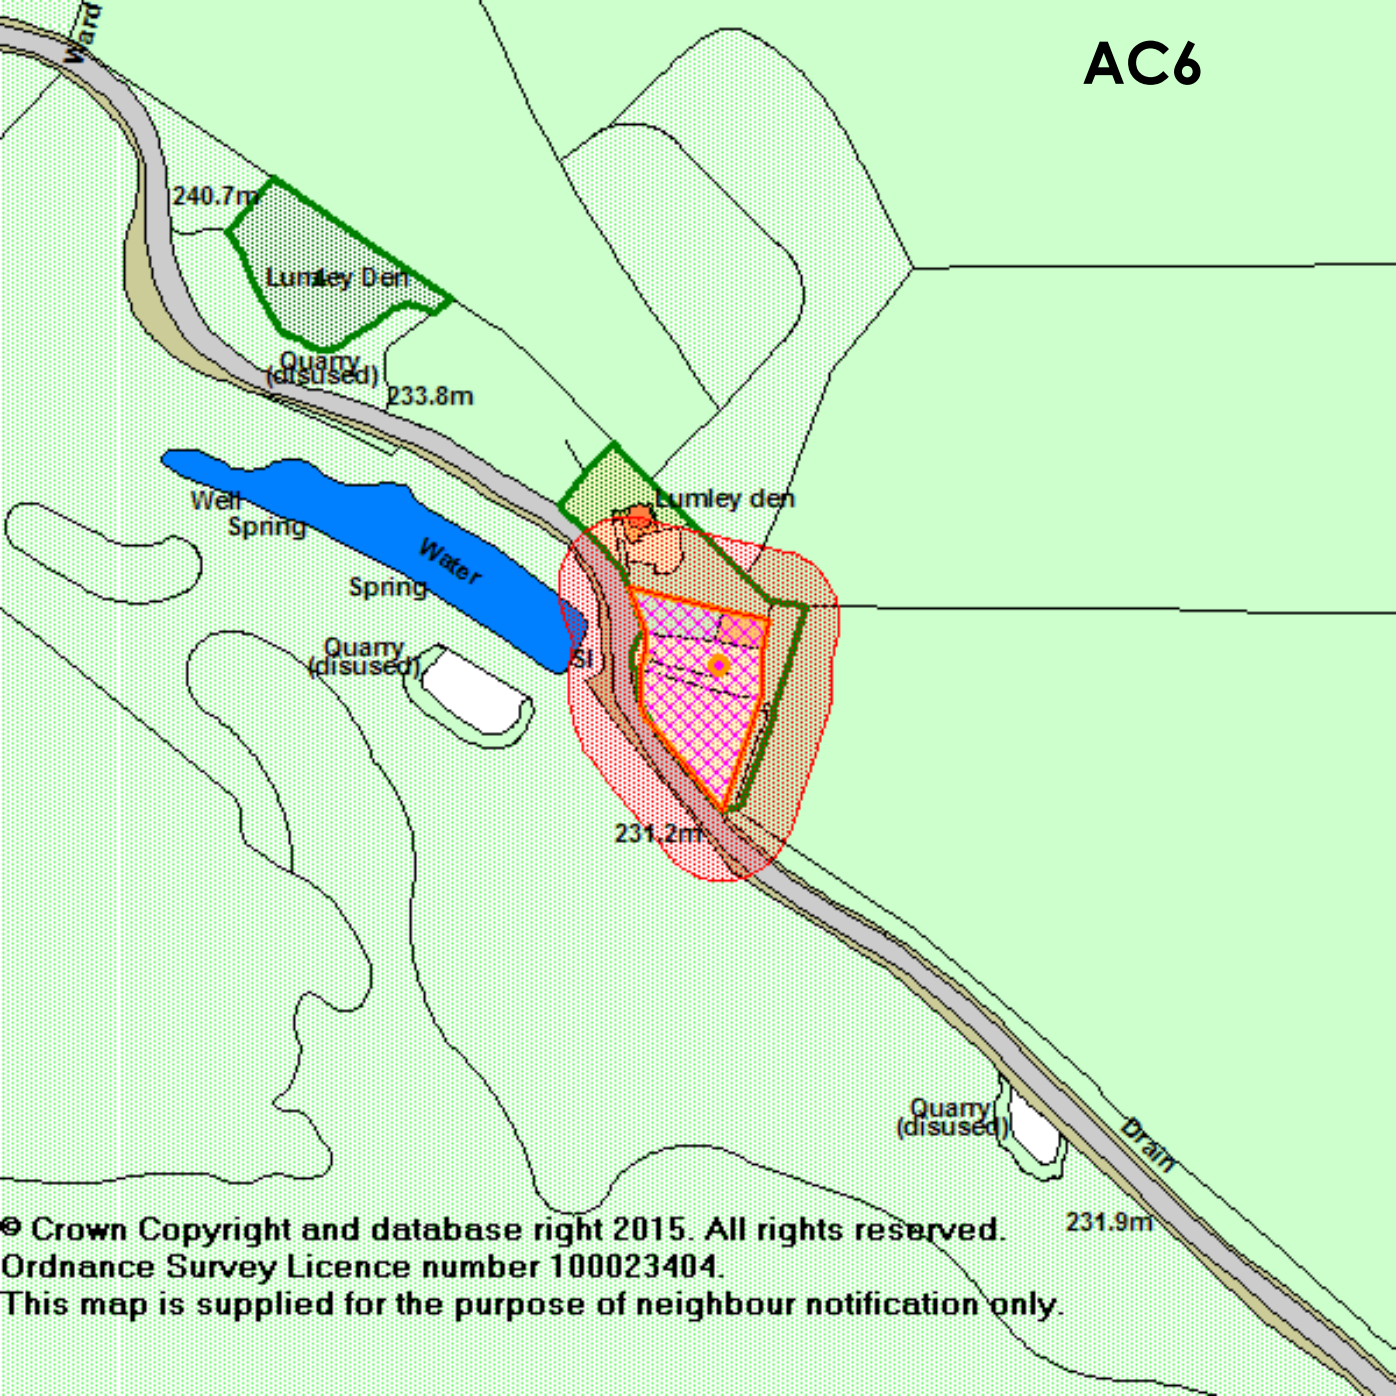 Ward
AC6
240.7m
Lumley Den
Quarry
(disused)
233.8m
Well
Spring
Water
Spring
Lumley den
Quarry
(disused)
Sl
231.2m
Quarry
(disused)
Drain
231.9m
© Crown Copyright and database right 2015. All rights reserved.
Ordnance Survey Licence number 100023404.
This map is supplied for the purpose of neighbour notification only.